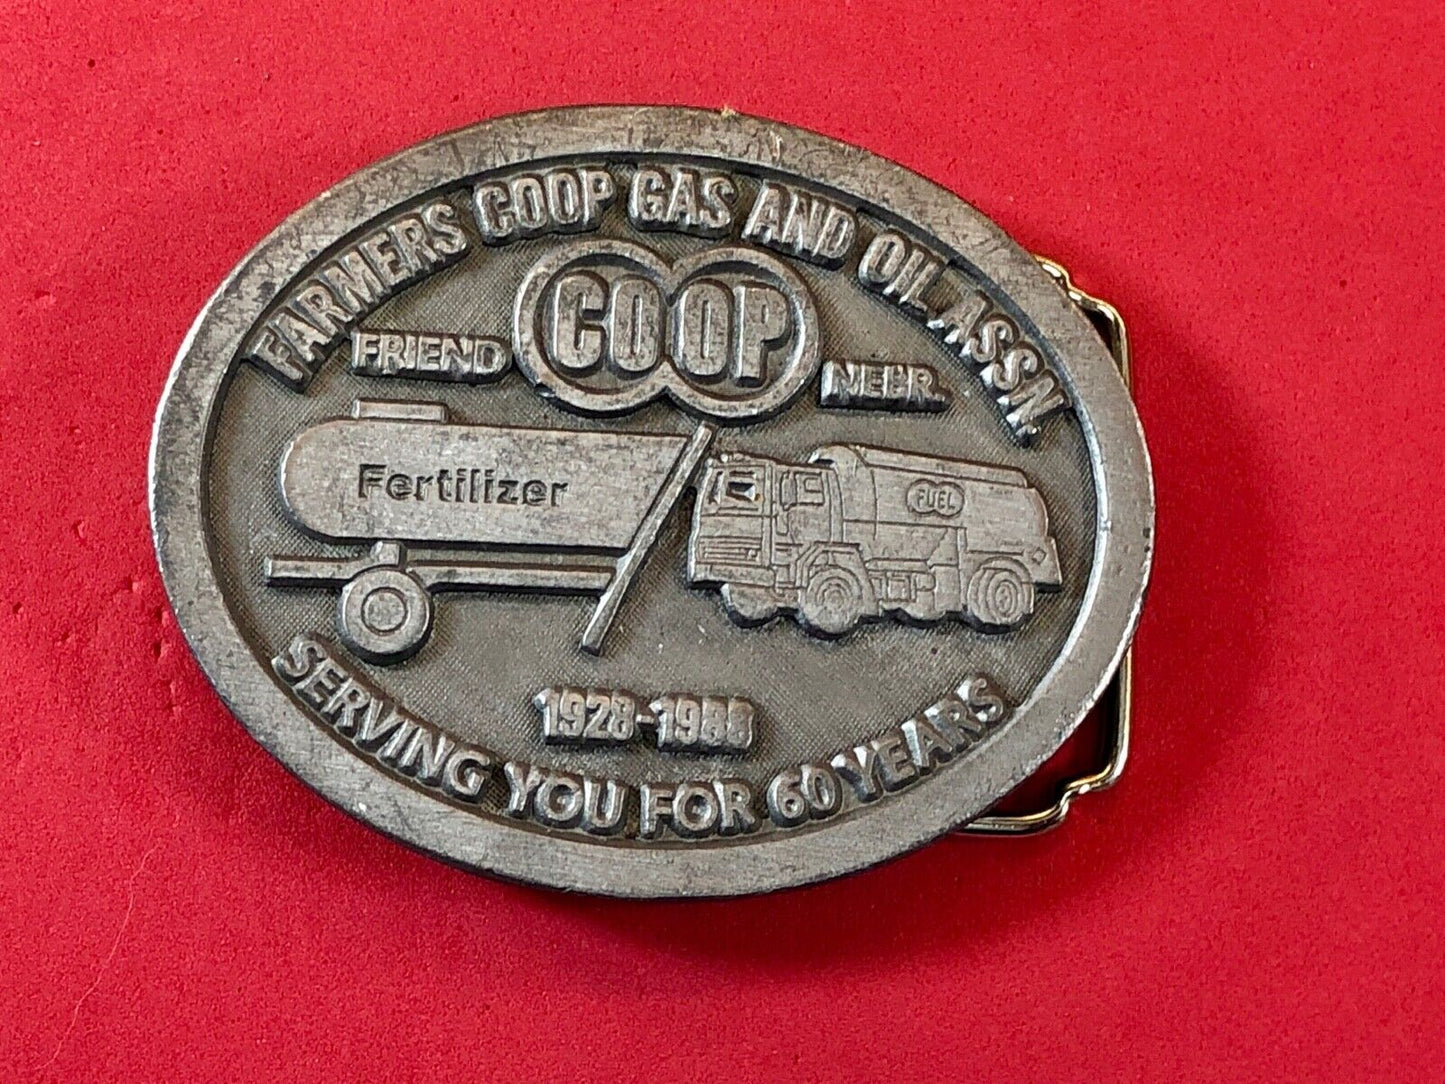 FARMERS COOP GAS AND OIL ASSN.
COOP
FRIEND
NEBR.
Fertilizer
FUEL
1928-1988
SERVING YOU FOR 60 YEARS